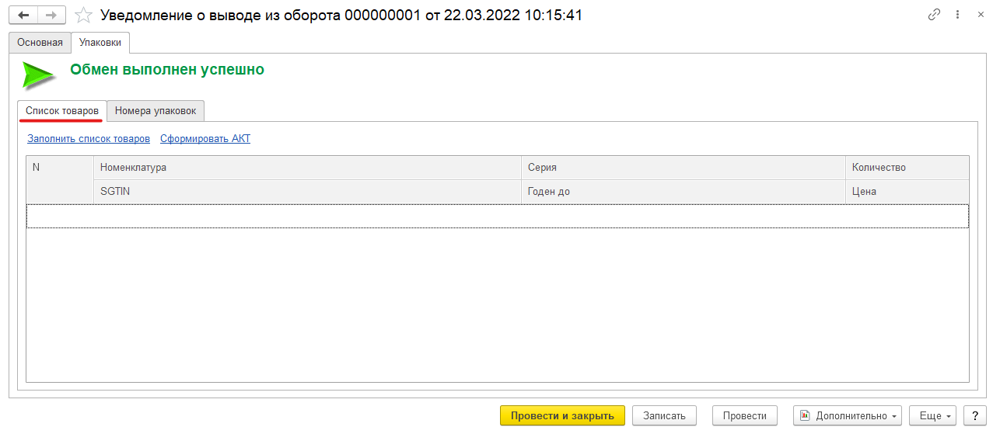 Уведомление о выводе из оборота 000000001 от 22.03.2022 10:15:41
Основная Упаковки
Обмен выполнен успешно
Список товаров Номера упаковок
Заполнить список товаров Сформировать АКТ
N Номенклатура Серия Количество
SGTIN Годен до Цена
Провести и закрыть Записать Провести Дополнительно Еще ?